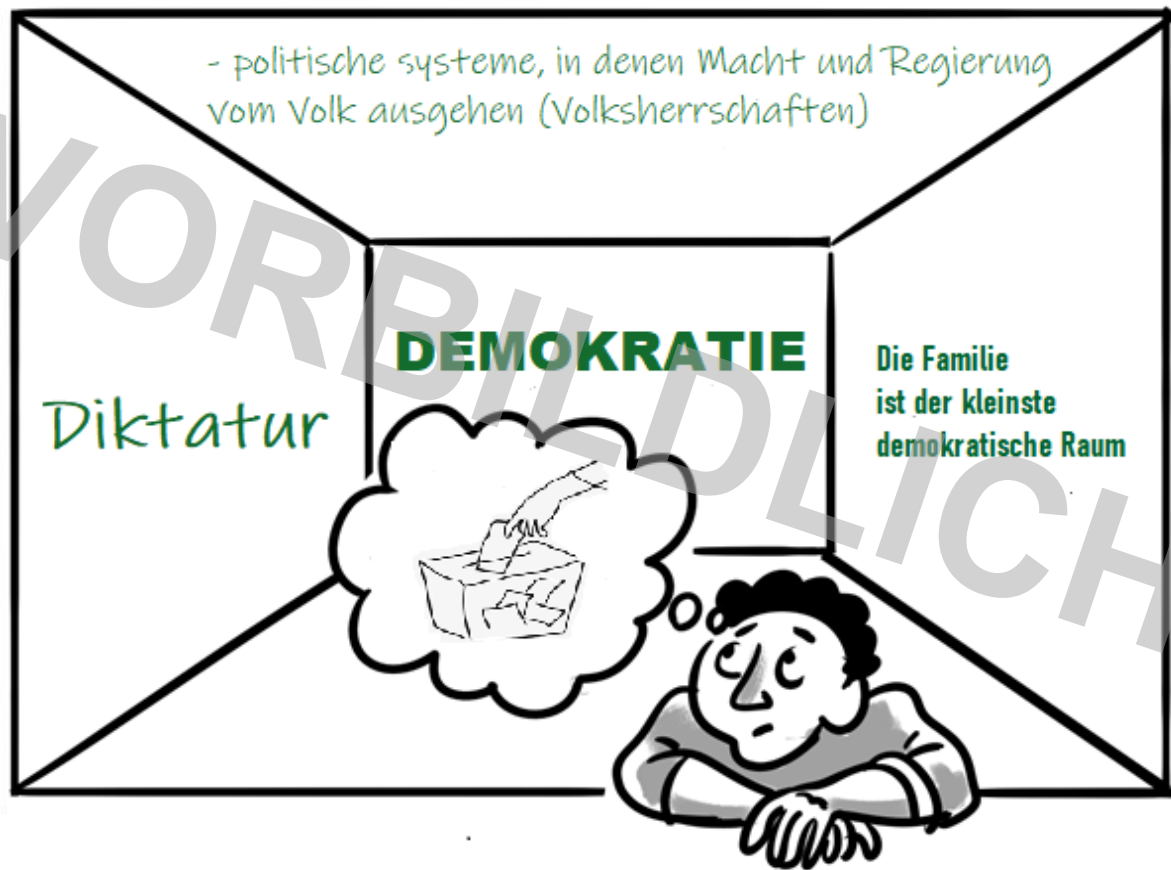 - politische systeme, in denen Macht und Regierung
vom Volk ausgehen (Volksherrschaften)
DEMOKRATIE
Diktatur
Die Familie
ist der kleinste
demokratische Raum
VORBILDLICH